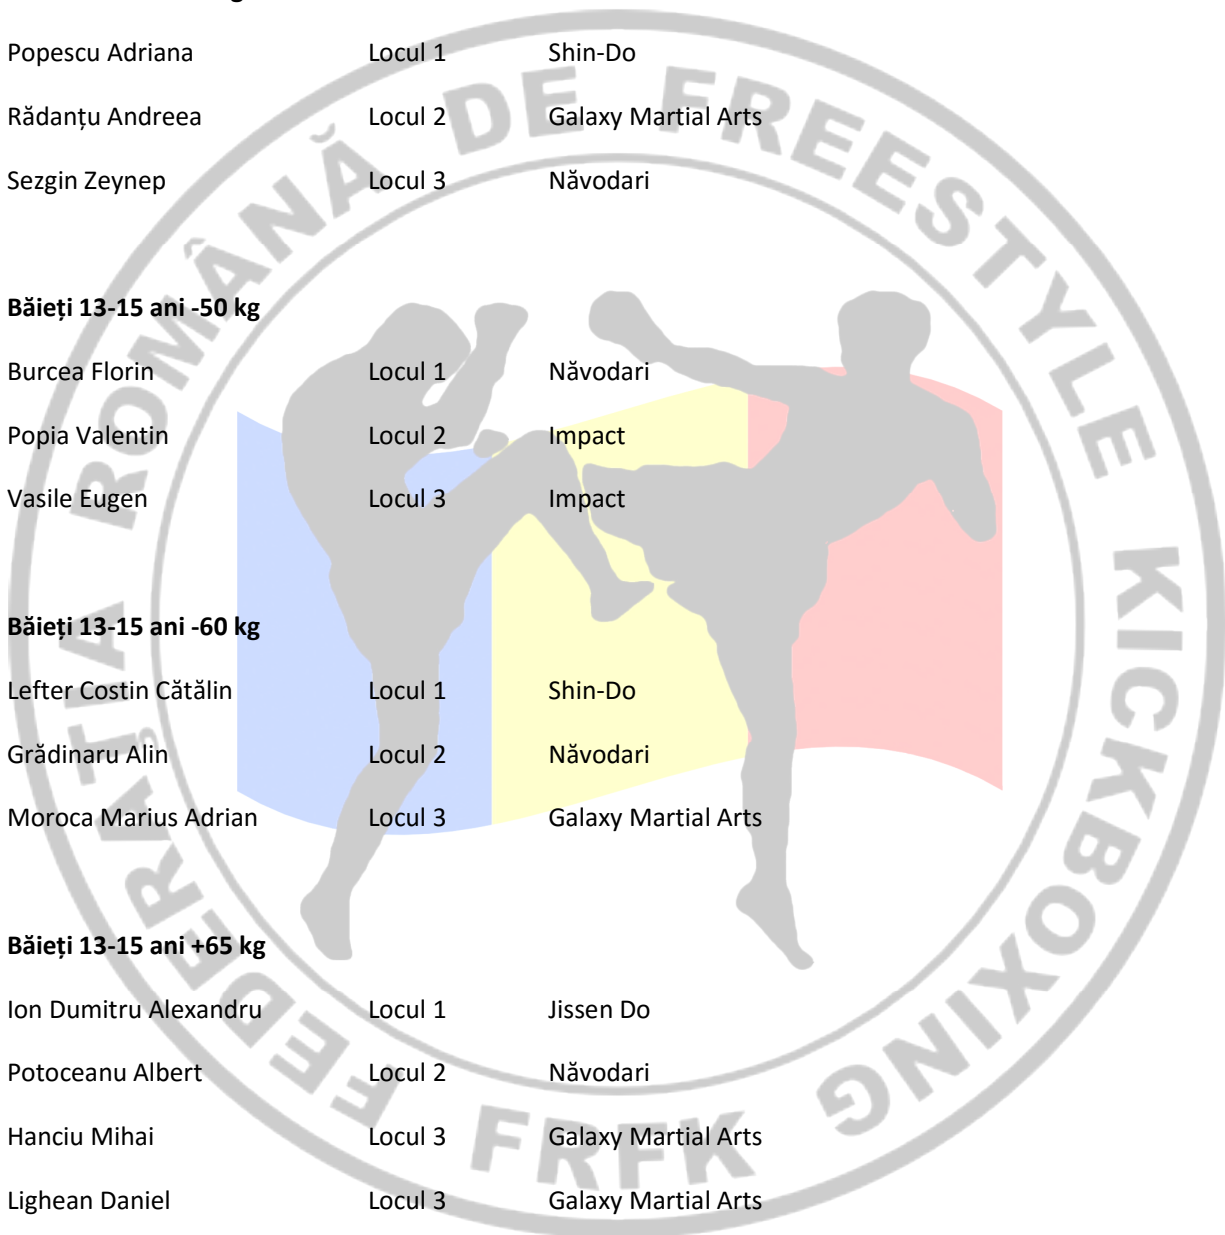 Popescu Adriana Locul 1 Shin-Do
Rădanțu Andreea Locul 2 Galaxy Martial Arts
Sezgin Zeynep Locul 3 Năvodari
Băieți 13-15 ani -50 kg
Burcea Florin Locul 1 Năvodari
Popia Valentin Locul 2 Impact
Vasile Eugen Locul 3 Impact
Băieți 13-15 ani -60 kg
Lefter Costin Cătălin Locul 1 Shin-Do
Grădinaru Alin Locul 2 Năvodari
Moroca Marius Adrian Locul 3 Galaxy Martial Arts
Băieți 13-15 ani +65 kg
Ion Dumitru Alexandru Locul 1 Jissen Do
Potoceanu Albert Locul 2 Năvodari
Hanciu Mihai Locul 3 Galaxy Martial Arts
Lighean Daniel Locul 3 Galaxy Martial Arts
FEDERAȚIA ROMÂNĂ DE FREESTYLE KICKBOXIING
FRFK